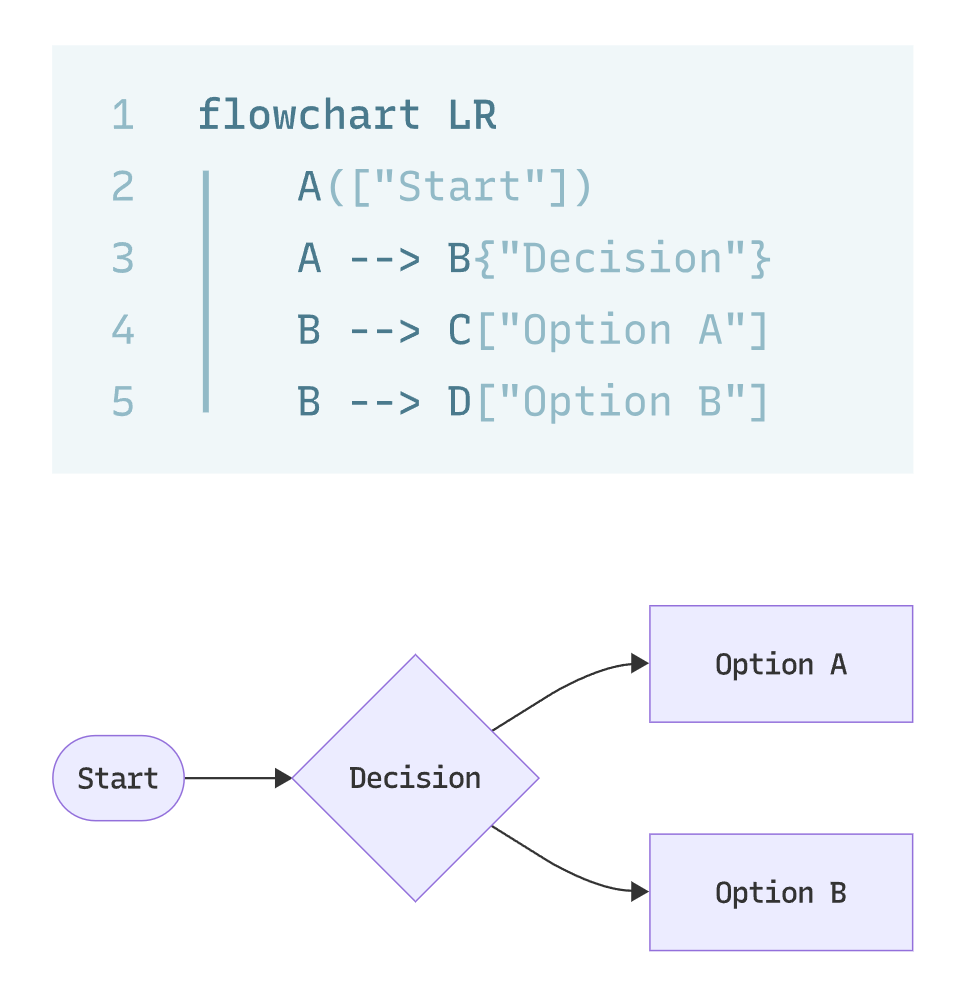 1 flowchart LR
2 A(["Start"])
3 A --> B{"Decision"}
4 B --> C["Option A"]
5 B --> D["Option B"]
Option A
Start
Decision
Option B